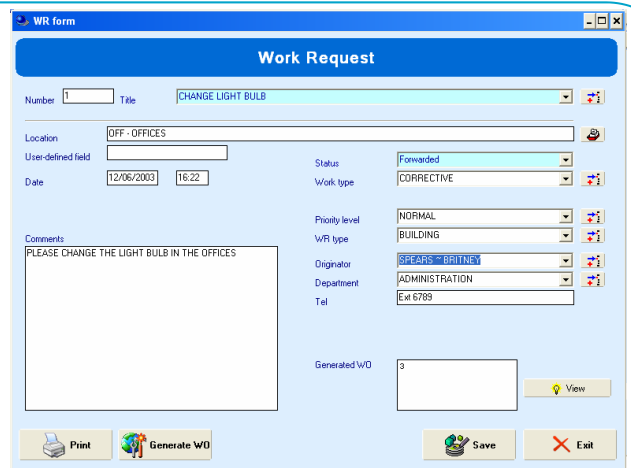 WR form
Work Request
Number 1 Title CHANGE LIGHT BULB
Location OFF - OFFICES
User-defined field
Status Forwarded
Date 12/06/2003 16:22
Work type CORRECTIVE
Priority level NORMAL
Comments
WR type BUILDING
PLEASE CHANGE THE LIGHT BULB IN THE OFFICES
Originator SPEARS ~ BRITNEY
Department ADMINISTRATION
Tel Ext 6789
Generated WO 3
View
Print Generate WO Save Exit